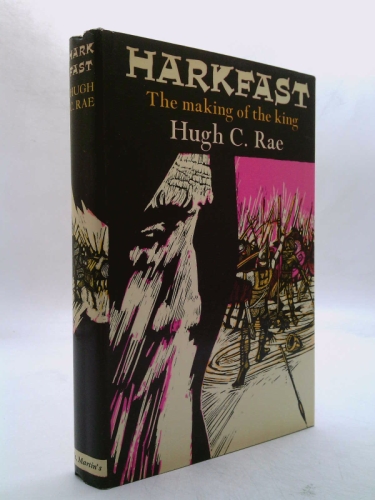 HARKFAST
The making of the king
Hugh C. Rae
HARK
FAST
HUGH
C. RAE
Martin's